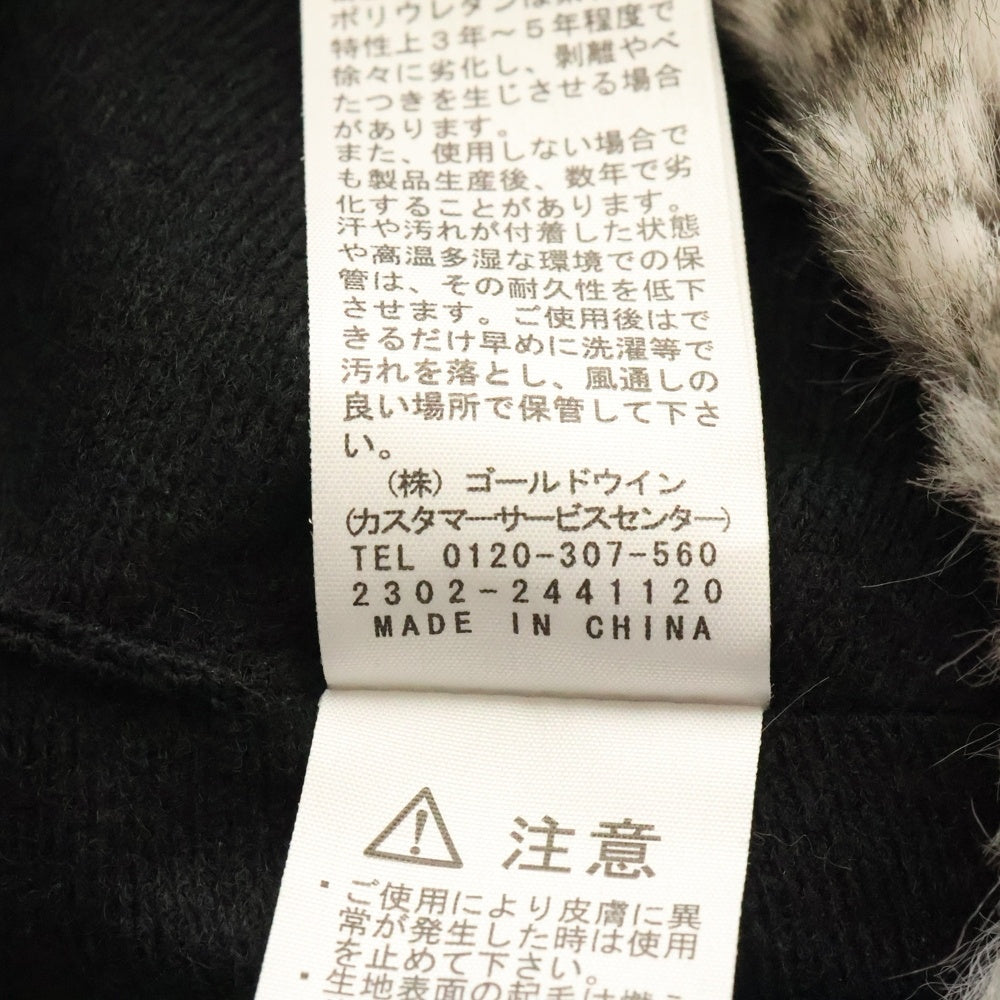 ポリウレタンは
特性上３年～５年程度で
徐々に劣化し、剥離やべ
たつきを生じさせる場合
があります。
また、使用しない場合で
も製品生産後、数年で劣
化することがあります。
汗や汚れが付着した状態
や高温多湿な環境での保
管は、その耐久性を低下
させます。ご使用後はで
きるだけ早めに洗濯等で
汚れを落とし、風通しの
良い場所で保管して下さ
い。
（株）ゴールドウイン
(カスタマーサービスセンター)
TEL 0120-307-560
2302-2441120
MADE IN CHINA
注意
・ご使用により皮膚に異
常が発生した時は使用
を止めて下さい。
・生地表面の起毛は